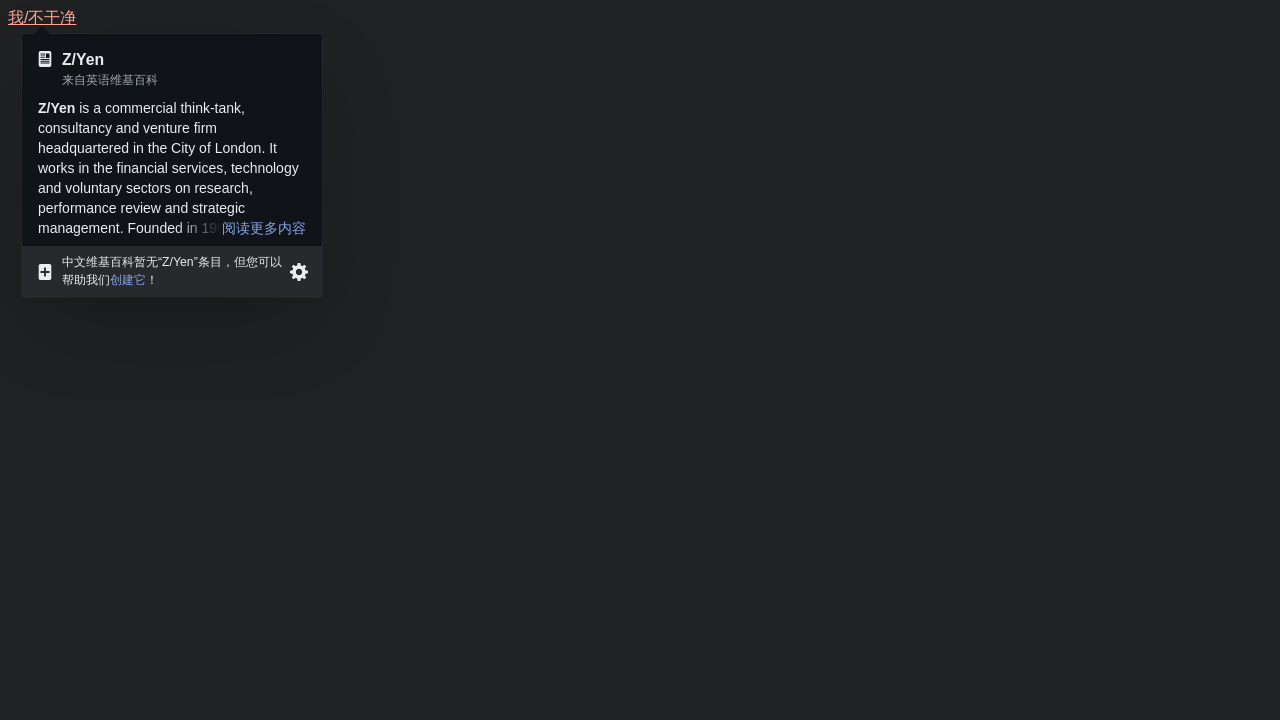 我/不干净
Z/Yen
来自英语维基百科
Z/Yen is a commercial think-tank,
consultancy and venture firm
headquartered in the City of London. It
works in the financial services, technology
and voluntary sectors on research,
performance review and strategic
management. Founded in 19 阅读更多内容
中文维基百科暂无“Z/Yen”条目，但您可以
帮助我们创建它！